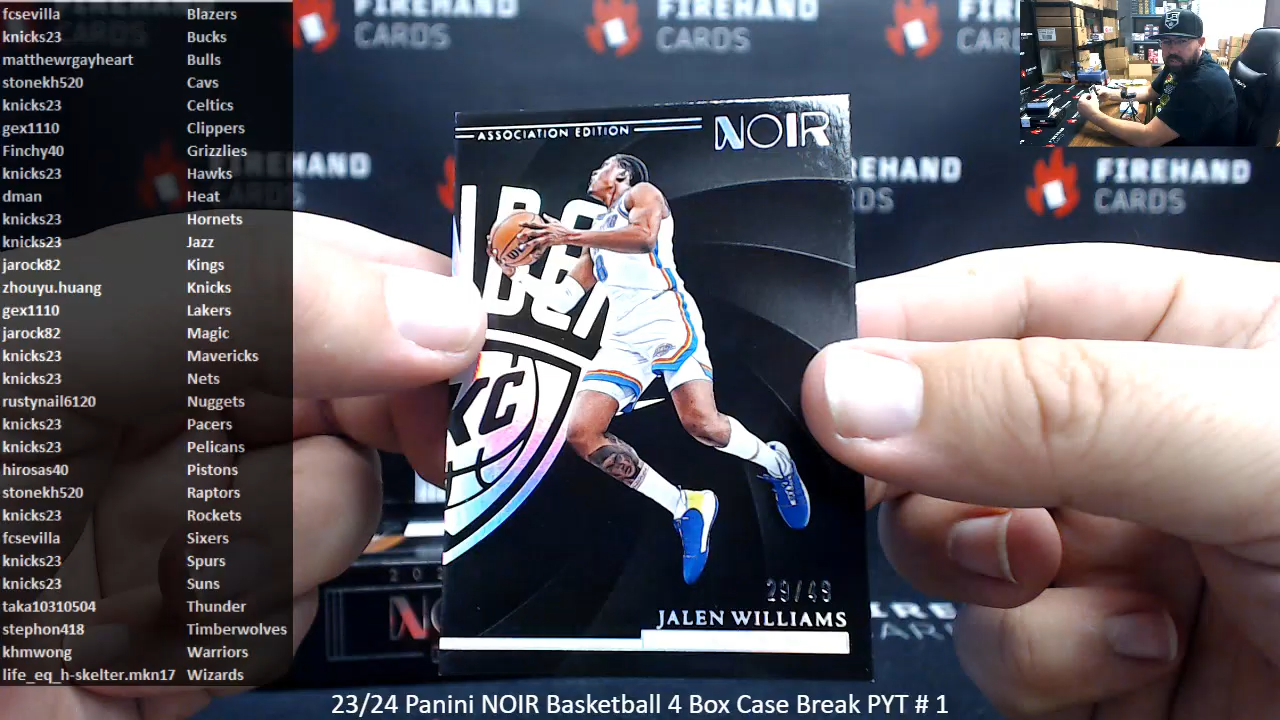 fcsevilla Blazers
knicks23 Bucks
matthewrgayheart Bulls
stonekh520 Cavs
knicks23 Celtics
gex1110 Clippers
Finchy40 Grizzlies
knicks23 Hawks
dman Heat
knicks23 Hornets
knicks23 Jazz
jarock82 Kings
zhouyu.huang Knicks
gex1110 Lakers
jarock82 Magic
knicks23 Mavericks
knicks23 Nets
rustynail6120 Nuggets
knicks23 Pacers
knicks23 Pelicans
hirosas40 Pistons
stonekh520 Raptors
knicks23 Rockets
fcsevilla Sixers
knicks23 Spurs
knicks23 Suns
taka10310504 Thunder
stephon418 Timberwolves
khmwong Warriors
life_eq_h-skelter.mkn17 Wizards
FIREHAND
CARDS
FIREHAND
CARDS
FIREHAND
CARDS
ASSOCIATION EDITION
NOIR
29/49
JALEN WILLIAMS
23/24 Panini NOIR Basketball 4 Box Case Break PYT # 1